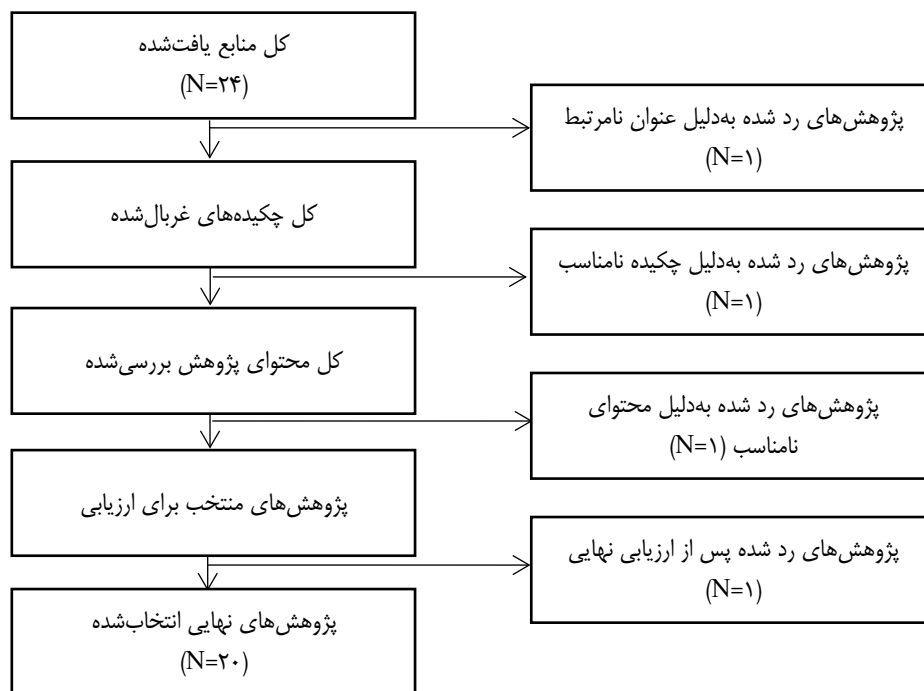 کل منابع یافت‌شده
(N=۲۴)
پژوهش‌های رد شده به‌دلیل عنوان نامرتبط
(N=۱)
کل چکیده‌های غربال‌شده
پژوهش‌های رد شده به‌دلیل چکیده نامناسب
(N=۱)
کل محتوای پژوهش بررسی‌شده
پژوهش‌های رد شده به‌دلیل محتوای
نامناسب (N=۱)
پژوهش‌های منتخب برای ارزیابی
پژوهش‌های رد شده پس از ارزیابی نهایی
(N=۱)
پژوهش‌های نهایی انتخاب‌شده
(N=۲۰)